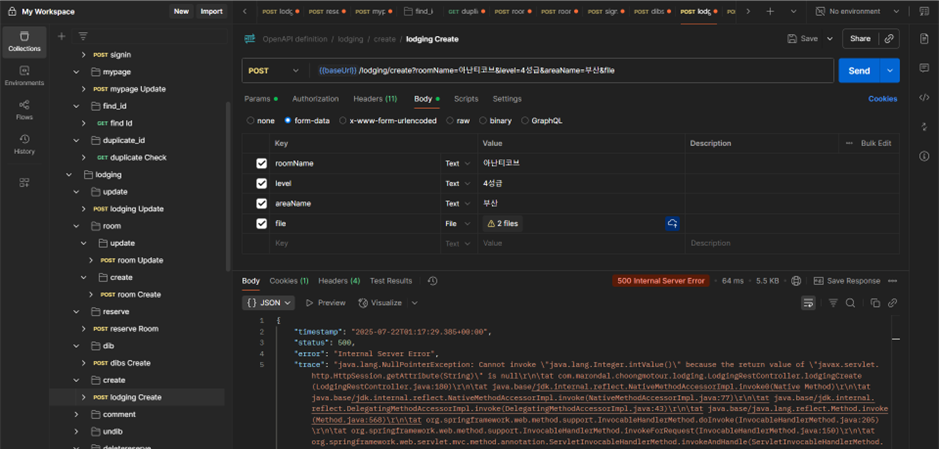 My Workspace
New
Import
POST lodg
POST rese
POST myp
find_i
GET dupli
POST roor
POST roor
POST sign
POST dibs
POST lodg
No environment
Collections
Environments
Flows
History
POST signin
mypage
POST mypage Update
find_id
GET find Id
duplicate_id
GET duplicate Check
lodging
update
POST lodging Update
room
update
POST room Update
create
POST room Create
reserve
POST reserve Room
dib
POST dibs Create
create
POST lodging Create
comment
undib
OpenAPI definition / lodging / create / lodging Create
Save
Share
POST
{{baseUrl}} /lodging/create?roomName=아난티코브&level=4성급&areaName=부산&file
Send
Params
Authorization
Headers (11)
Body
Scripts
Settings
Cookies
none
form-data
x-www-form-urlencoded
raw
binary
GraphQL
Key
Value
Description
Bulk Edit
roomName Text 아난티코브
level Text 4성급
areaName Text 부산
file File 2 files
Key Text Value Description
Body
Cookies (1)
Headers (4)
Test Results
500 Internal Server Error
64 ms
5.5 KB
Save Response
{ } JSON
Preview
Visualize
1 {
2 "timestamp": "2025-07-22T01:17:29.385+00:00",
3 "status": 500,
4 "error": "Internal Server Error",
5 "trace": "java.lang.NullPointerException: Cannot invoke \"java.lang.Integer.intValue()\" because the return value of \"javax.servlet.
http.HttpSession.getAttribute(String)\" is null\r\n\tat com.marondal.choongmotour.lodging.LodgingRestController.lodgingCreate
(LodgingRestController.java:180)\r\n\tat java.base/jdk.internal.reflect.NativeMethodAccessorImpl.invoke0(Native Method)\r\n\tat
java.base/jdk.internal.reflect.NativeMethodAccessorImpl.invoke(NativeMethodAccessorImpl.java:77)\r\n\tat java.base/jdk.internal.
reflect.DelegatingMethodAccessorImpl.invoke(DelegatingMethodAccessorImpl.java:43)\r\n\tat java.base/java.lang.reflect.Method.invoke
(Method.java:568)\r\n\tat org.springframework.web.method.support.InvocableHandlerMethod.doInvoke(InvocableHandlerMethod.java:205)
\r\n\tat org.springframework.web.method.support.InvocableHandlerMethod.invokeForRequest(InvocableHandlerMethod.java:150)\r\n\tat
org.springframework.web.servlet.mvc.method.annotation.ServletInvocableHandlerMethod.invokeAndHandle(ServletInvocableHandlerMethod.